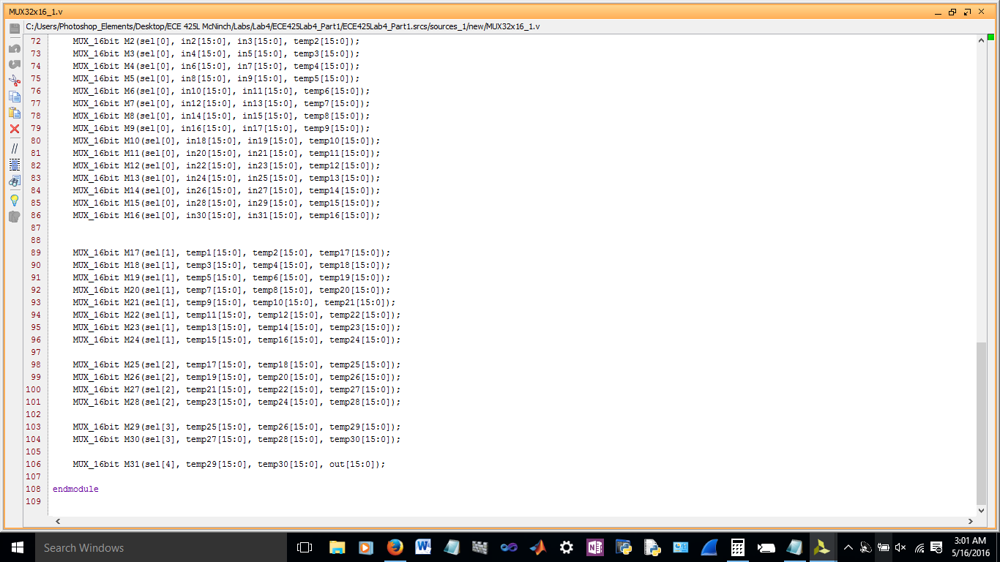 MUX32x16_1.v
C:/Users/Photoshop_Elements/Desktop/ECE 425L McNinch/Labs/Lab4/ECE425Lab4_Part1/ECE425Lab4_Part1.srcs/sources_1/new/MUX32x16_1.v
72 MUX_16bit M2(sel[0], in2[15:0], in3[15:0], temp2[15:0]);
73 MUX_16bit M3(sel[0], in4[15:0], in5[15:0], temp3[15:0]);
74 MUX_16bit M4(sel[0], in6[15:0], in7[15:0], temp4[15:0]);
75 MUX_16bit M5(sel[0], in8[15:0], in9[15:0], temp5[15:0]);
76 MUX_16bit M6(sel[0], in10[15:0], in11[15:0], temp6[15:0]);
77 MUX_16bit M7(sel[0], in12[15:0], in13[15:0], temp7[15:0]);
78 MUX_16bit M8(sel[0], in14[15:0], in15[15:0], temp8[15:0]);
79 MUX_16bit M9(sel[0], in16[15:0], in17[15:0], temp9[15:0]);
80 MUX_16bit M10(sel[0], in18[15:0], in19[15:0], temp10[15:0]);
81 MUX_16bit M11(sel[0], in20[15:0], in21[15:0], temp11[15:0]);
82 MUX_16bit M12(sel[0], in22[15:0], in23[15:0], temp12[15:0]);
83 MUX_16bit M13(sel[0], in24[15:0], in25[15:0], temp13[15:0]);
84 MUX_16bit M14(sel[0], in26[15:0], in27[15:0], temp14[15:0]);
85 MUX_16bit M15(sel[0], in28[15:0], in29[15:0], temp15[15:0]);
86 MUX_16bit M16(sel[0], in30[15:0], in31[15:0], temp16[15:0]);
87
88
89 MUX_16bit M17(sel[1], temp1[15:0], temp2[15:0], temp17[15:0]);
90 MUX_16bit M18(sel[1], temp3[15:0], temp4[15:0], temp18[15:0]);
91 MUX_16bit M19(sel[1], temp5[15:0], temp6[15:0], temp19[15:0]);
92 MUX_16bit M20(sel[1], temp7[15:0], temp8[15:0], temp20[15:0]);
93 MUX_16bit M21(sel[1], temp9[15:0], temp10[15:0], temp21[15:0]);
94 MUX_16bit M22(sel[1], temp11[15:0], temp12[15:0], temp22[15:0]);
95 MUX_16bit M23(sel[1], temp13[15:0], temp14[15:0], temp23[15:0]);
96 MUX_16bit M24(sel[1], temp15[15:0], temp16[15:0], temp24[15:0]);
97
98 MUX_16bit M25(sel[2], temp17[15:0], temp18[15:0], temp25[15:0]);
99 MUX_16bit M26(sel[2], temp19[15:0], temp20[15:0], temp26[15:0]);
100 MUX_16bit M27(sel[2], temp21[15:0], temp22[15:0], temp27[15:0]);
101 MUX_16bit M28(sel[2], temp23[15:0], temp24[15:0], temp28[15:0]);
102
103 MUX_16bit M29(sel[3], temp25[15:0], temp26[15:0], temp29[15:0]);
104 MUX_16bit M30(sel[3], temp27[15:0], temp28[15:0], temp30[15:0]);
105
106 MUX_16bit M31(sel[4], temp29[15:0], temp30[15:0], out[15:0]);
107
108 endmodule
109
Search Windows
3:01 AM
5/16/2016